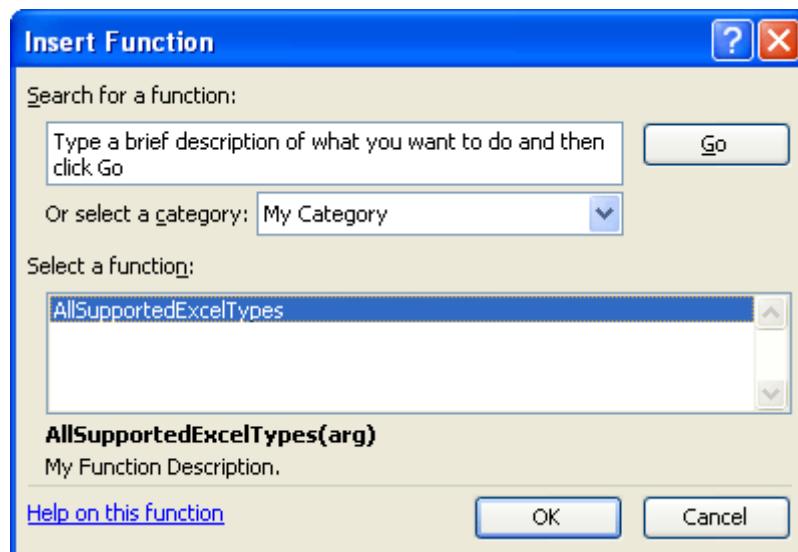 Insert Function
?
Search for a function:
Type a brief description of what you want to do and then
click Go
Go
Or select a category: My Category
Select a function:
AllSupportedExcelTypes
AllSupportedExcelTypes(arg)
My Function Description.
Help on this function
OK
Cancel